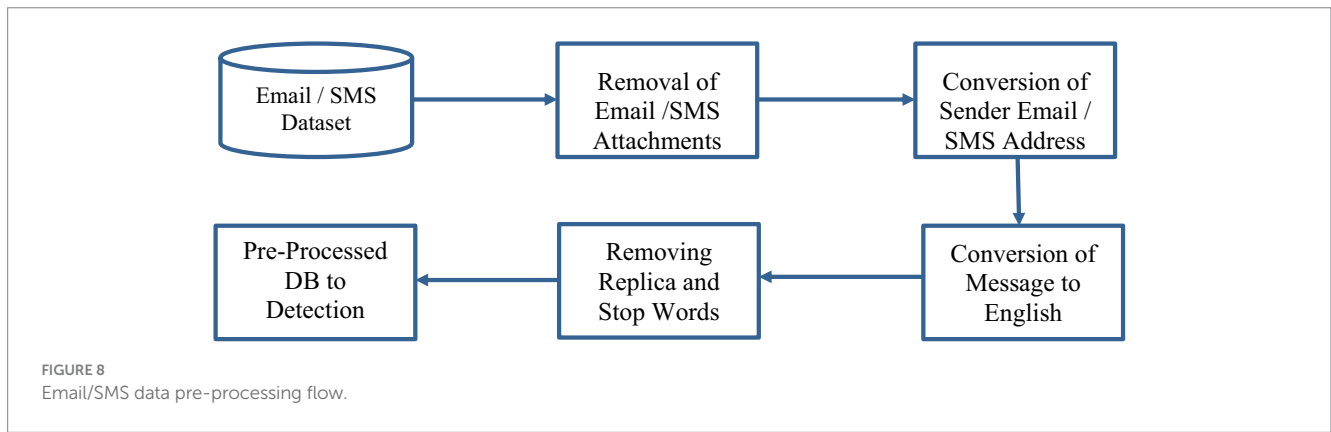 Email / SMS
Dataset
Removal of
Email /SMS
Attachments
Conversion of
Sender Email /
SMS Address
Pre-Processed
DB to
Detection
Removing
Replica and
Stop Words
Conversion of
Message to
English
FIGURE 8
Email/SMS data pre-processing flow.